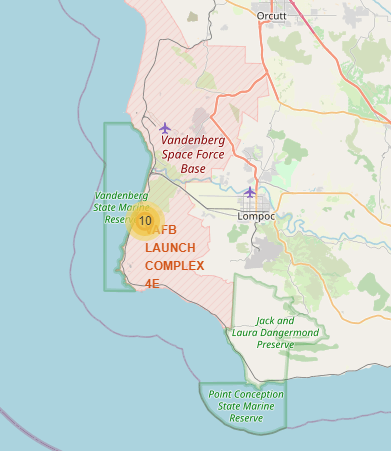 Orcutt
Vandenberg
Space Force
Base
Vandenberg
State Marine
Reserve
10
AFB
LAUNCH
COMPLEX
4E
Lompoc
Jack and
Laura Dangermond
Preserve
Point Conception
State Marine
Reserve